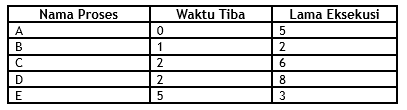 Nama Proses Waktu Tiba Lama Eksekusi
A 0 5
B 1 2
C 2 6
D 2 8
E 5 3